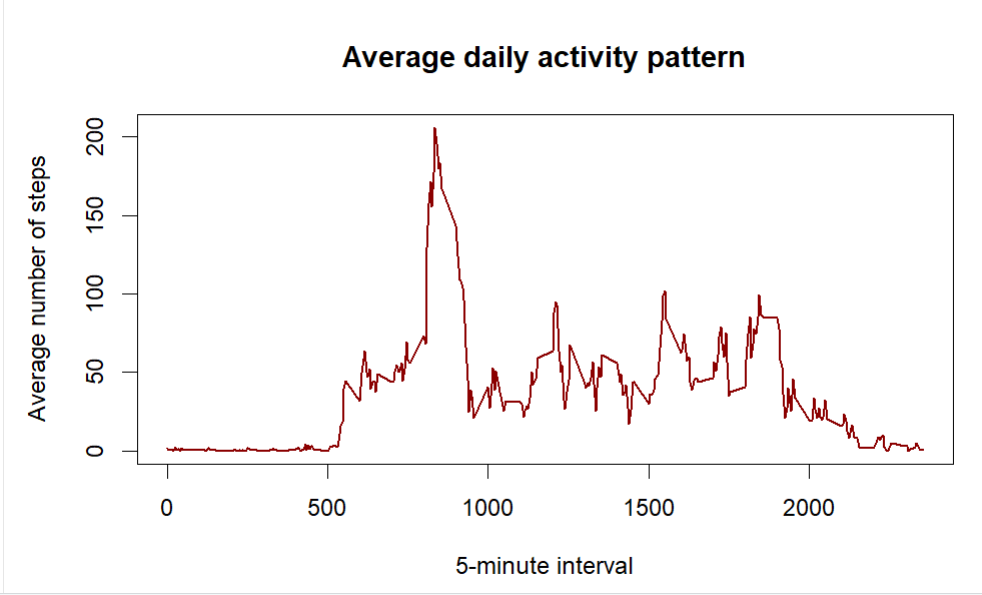 Average daily activity pattern
Average number of steps
200
150
100
50
0
0 500 1000 1500 2000
5-minute interval